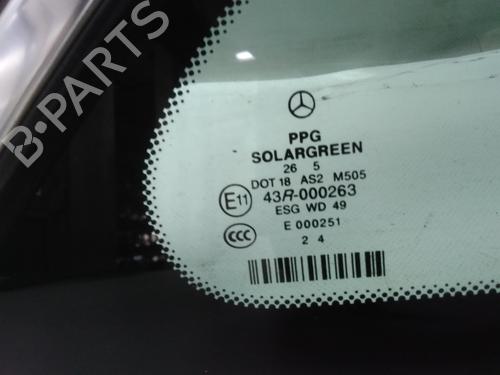 B-PARTS
PPG
SOLARGREEN
26 5
DOT 18 AS2 M505
E11 43R-000263
ESG WD 49
E 000251
CCC
2 4